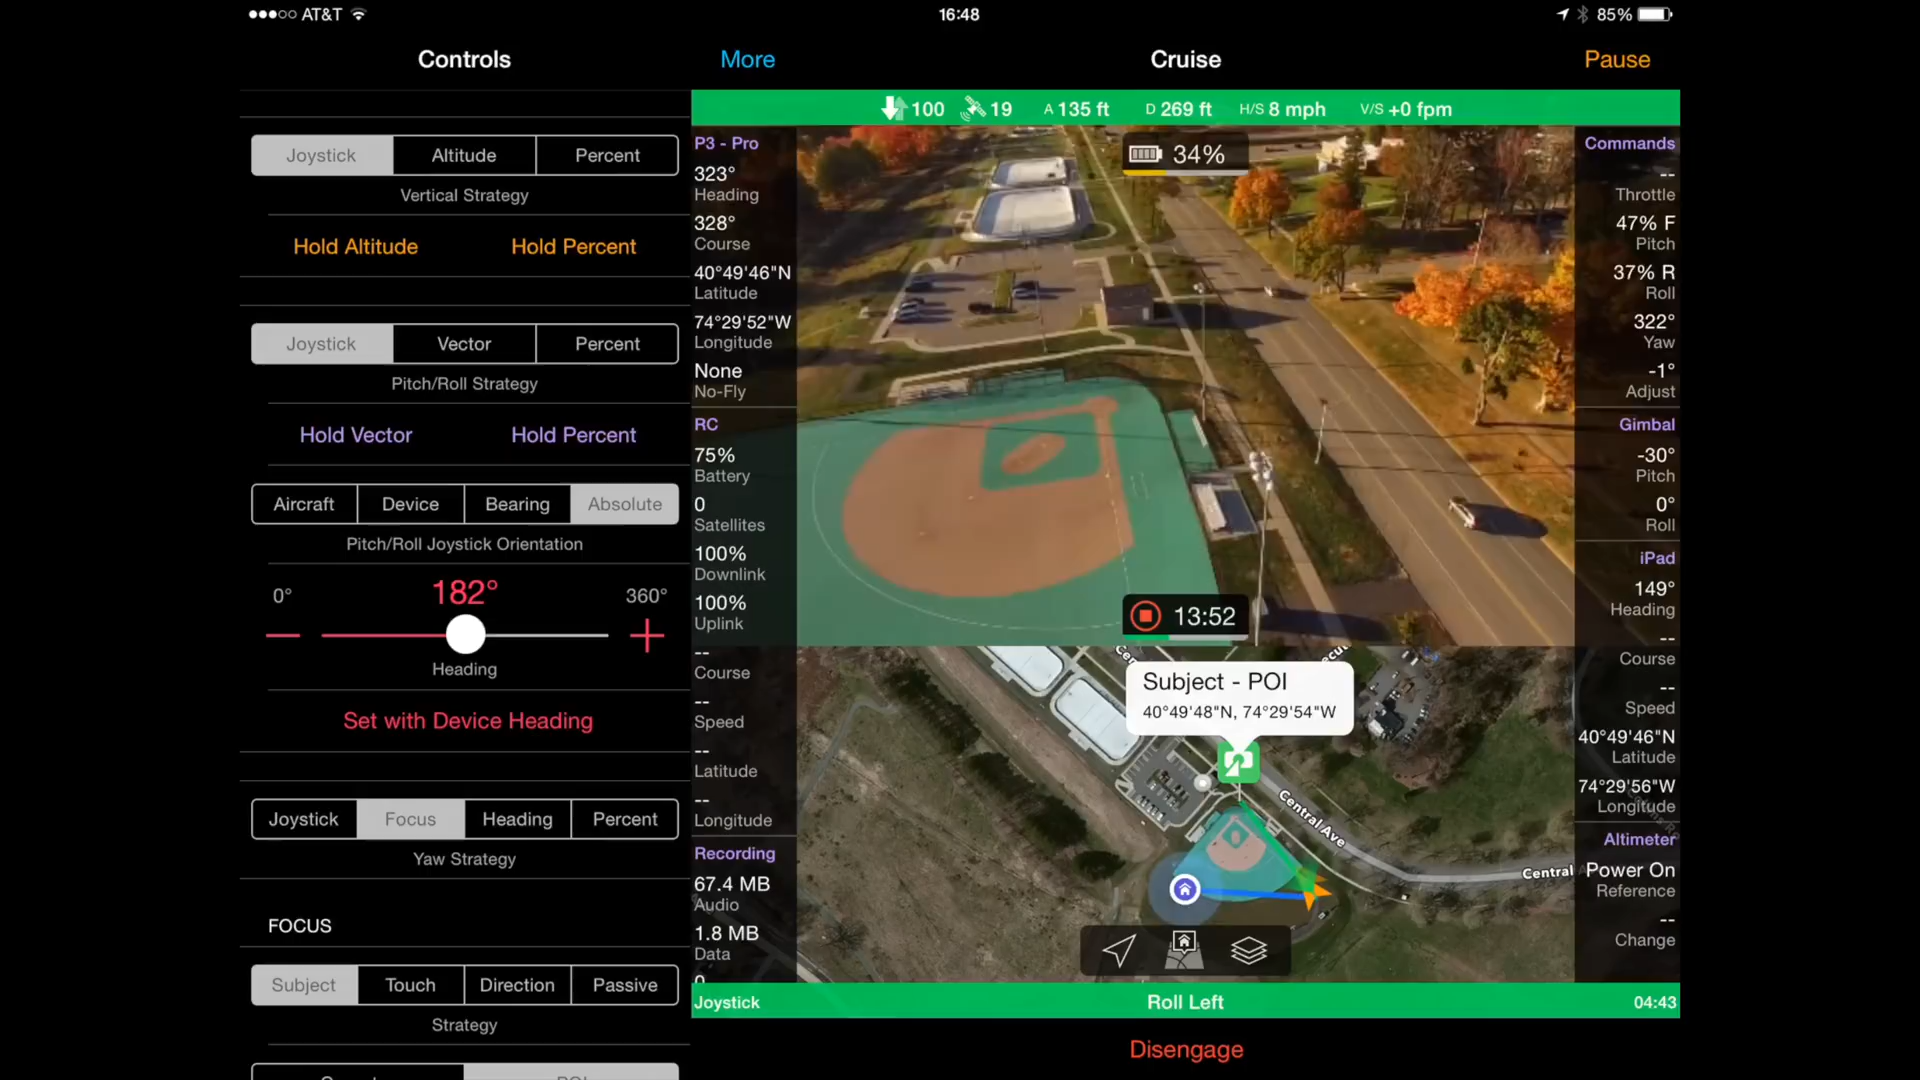 AT&T
16:48
85%
Controls
More
Cruise
Pause
100
19
A 135 ft
D 269 ft
H/S 8 mph
V/S +0 fpm
Joystick
Altitude
Percent
Vertical Strategy
Hold Altitude
Hold Percent
Joystick
Vector
Percent
Pitch/Roll Strategy
Hold Vector
Hold Percent
Aircraft
Device
Bearing
Absolute
Pitch/Roll Joystick Orientation
0°
182°
360°
Heading
Set with Device Heading
Joystick
Focus
Heading
Percent
Yaw Strategy
FOCUS
Subject
Touch
Direction
Passive
Strategy
P3 - Pro
323°
Heading
328°
Course
40°49'46"N
Latitude
74°29'52"W
Longitude
None
No-Fly
RC
75%
Battery
0
Satellites
100%
Downlink
100%
Uplink
--
Course
--
Speed
--
Latitude
--
Longitude
Recording
67.4 MB
Audio
1.8 MB
Data
34%
13:52
Subject - POI
40°49'48"N, 74°29'54"W
Central Ave
Central
Commands
--
Throttle
47% F
Pitch
37% R
Roll
322°
Yaw
-1°
Adjust
Gimbal
-30°
Pitch
0°
Roll
iPad
149°
Heading
--
Course
--
Speed
40°49'46"N
Latitude
74°29'56"W
Longitude
Altimeter
Power On
Reference
--
Change
Joystick
Roll Left
04:43
Disengage